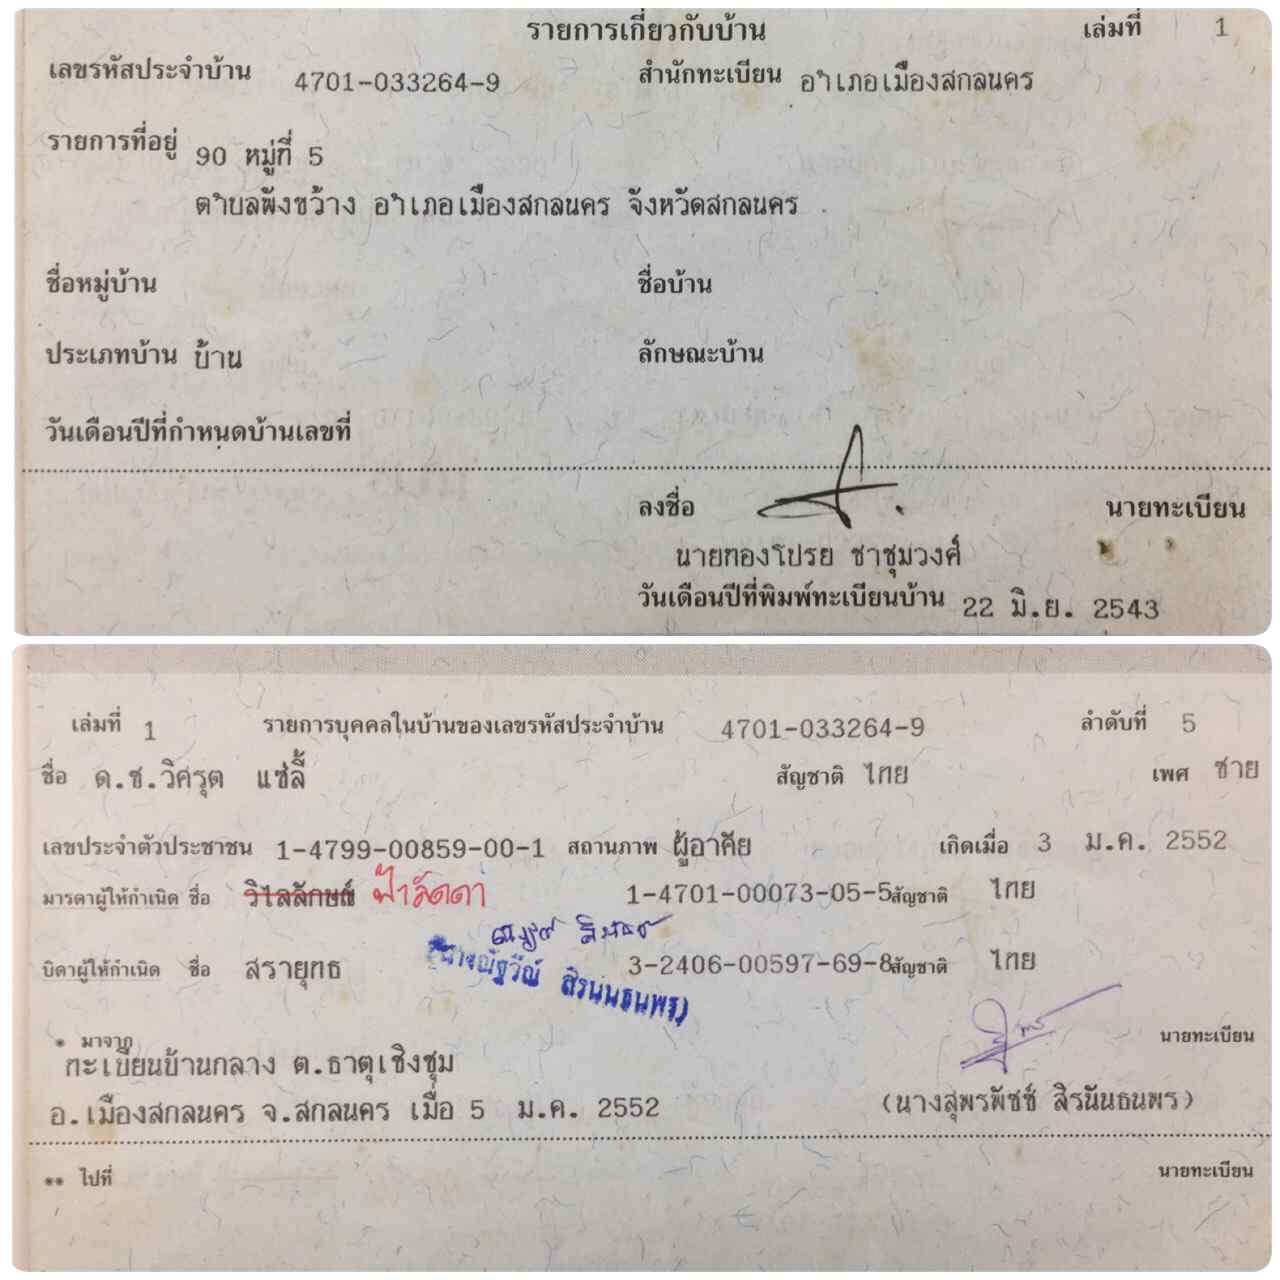 รายการเกี่ยวกับบ้าน เล่มที่ 1
เลขรหัสประจำบ้าน 4701-033264-9 สำนักทะเบียน อำเภอเมืองสกลนคร
รายการที่อยู่ 90 หมู่ที่ 5
ตำบลพังขว้าง อำเภอเมืองสกลนคร จังหวัดสกลนคร
ชื่อหมู่บ้าน ชื่อบ้าน
ประเภทบ้าน บ้าน ลักษณะบ้าน
วันเดือนปีที่กำหนดบ้านเลขที่
ลงชื่อ นายทะเบียน
นายทองโปรย ชาชุมวงศ์
วันเดือนปีที่พิมพ์ทะเบียนบ้าน 22 มิ.ย. 2543
เล่มที่ 1 รายการบุคคลในบ้านของเลขรหัสประจำบ้าน 4701-033264-9 ลำดับที่ 5
ชื่อ ด.ช.วิศรุต แซ่ลี้ สัญชาติ ไทย เพศ ชาย
เลขประจำตัวประชาชน 1-4799-00859-00-1 สถานภาพ ผู้อาศัย เกิดเมื่อ 3 ม.ค. 2552
มารดาผู้ให้กำเนิด ชื่อ วิไลลักษณ์ ฟ้าลัดดา 1-4701-00073-05-5 สัญชาติ ไทย
บิดาผู้ให้กำเนิด ชื่อ สรายุทธ 3-2406-00597-69-8 สัญชาติ ไทย
สิรนนธนพร)
* มาจาก นายทะเบียน
ทะเบียนบ้านกลาง ต.ธาตุเชิงชุม
อ.เมืองสกลนคร จ.สกลนคร เมื่อ 5 ม.ค. 2552 (นางสุพรพัชช์ สิรนันธนพร)
** ไปที่ นายทะเบียน